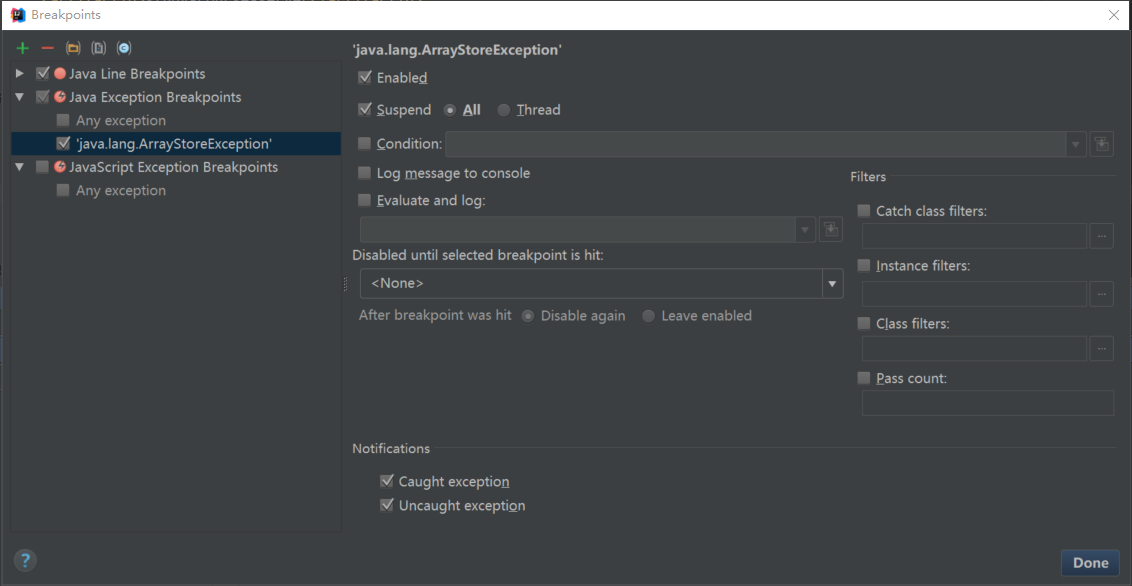 Breakpoints
Java Line Breakpoints
Java Exception Breakpoints
Any exception
'java.lang.ArrayStoreException'
JavaScript Exception Breakpoints
Any exception
'java.lang.ArrayStoreException'
Enabled
Suspend All Thread
Condition:
Log message to console
Evaluate and log:
Disabled until selected breakpoint is hit:
<None>
After breakpoint was hit Disable again Leave enabled
Filters
Catch class filters:
...
Instance filters:
...
Class filters:
...
Pass count:
Notifications
Caught exception
Uncaught exception
?
Done